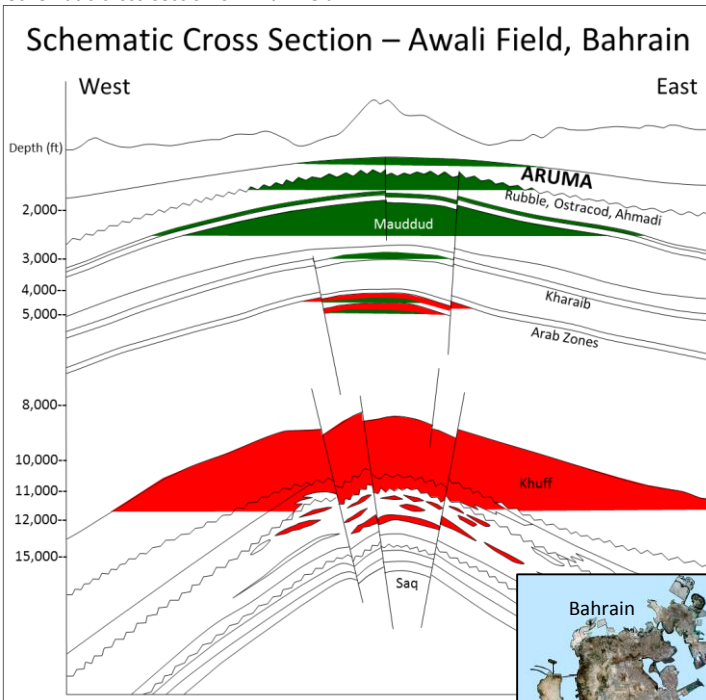 Schematic Cross Section – Awali Field, Bahrain
West
East
Depth (ft)
ARUMA
Rubble, Ostracod, Ahmadi
2,000--
Mauddud
3,000--
4,000--
Kharaib
5,000--
Arab Zones
8,000--
10,000--
Khuff
11,000--
12,000--
15,000--
Saq
Bahrain